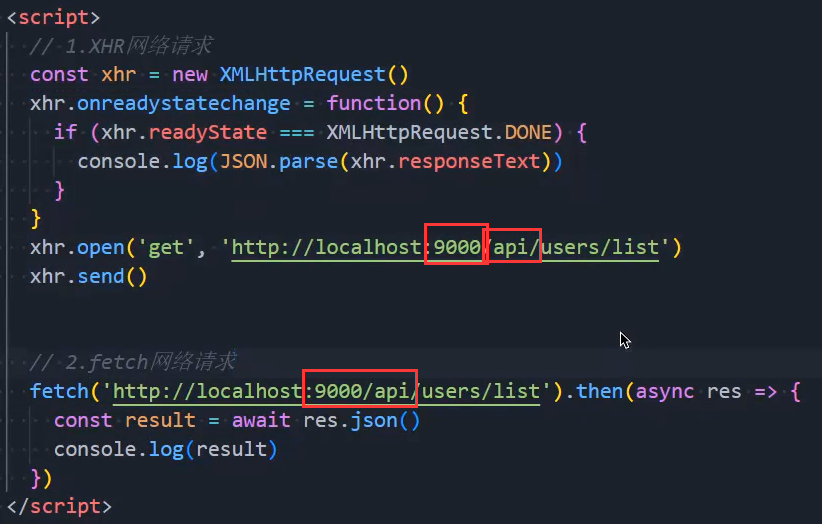 <script>
// 1.XHR网络请求
const xhr = new XMLHttpRequest()
xhr.onreadystatechange = function() {
if (xhr.readyState === XMLHttpRequest.DONE) {
console.log(JSON.parse(xhr.responseText))
}
}
xhr.open('get', 'http://localhost:9000/api/users/list')
xhr.send()
// 2.fetch网络请求
fetch('http://localhost:9000/api/users/list').then(async res => {
const result = await res.json()
console.log(result)
})
</script>